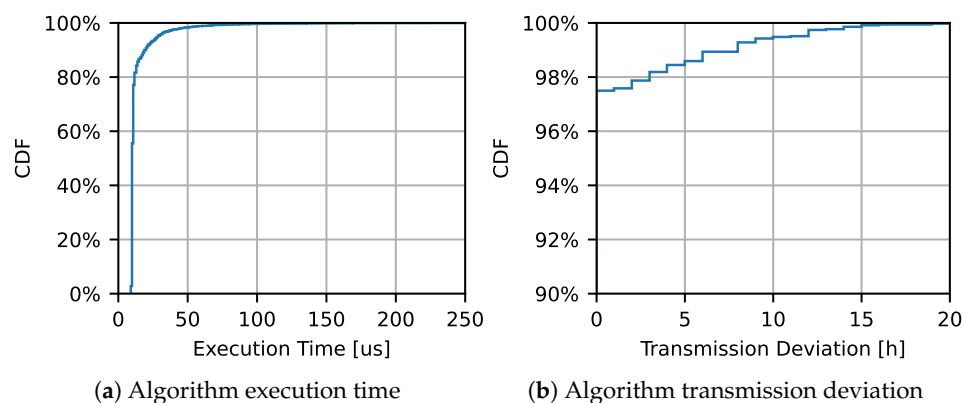 100%
80%
60%
40%
20%
0%
CDF
0 50 100 150 200 250
Execution Time [us]
(a) Algorithm execution time
100%
98%
96%
94%
92%
90%
CDF
0 5 10 15 20
Transmission Deviation [h]
(b) Algorithm transmission deviation